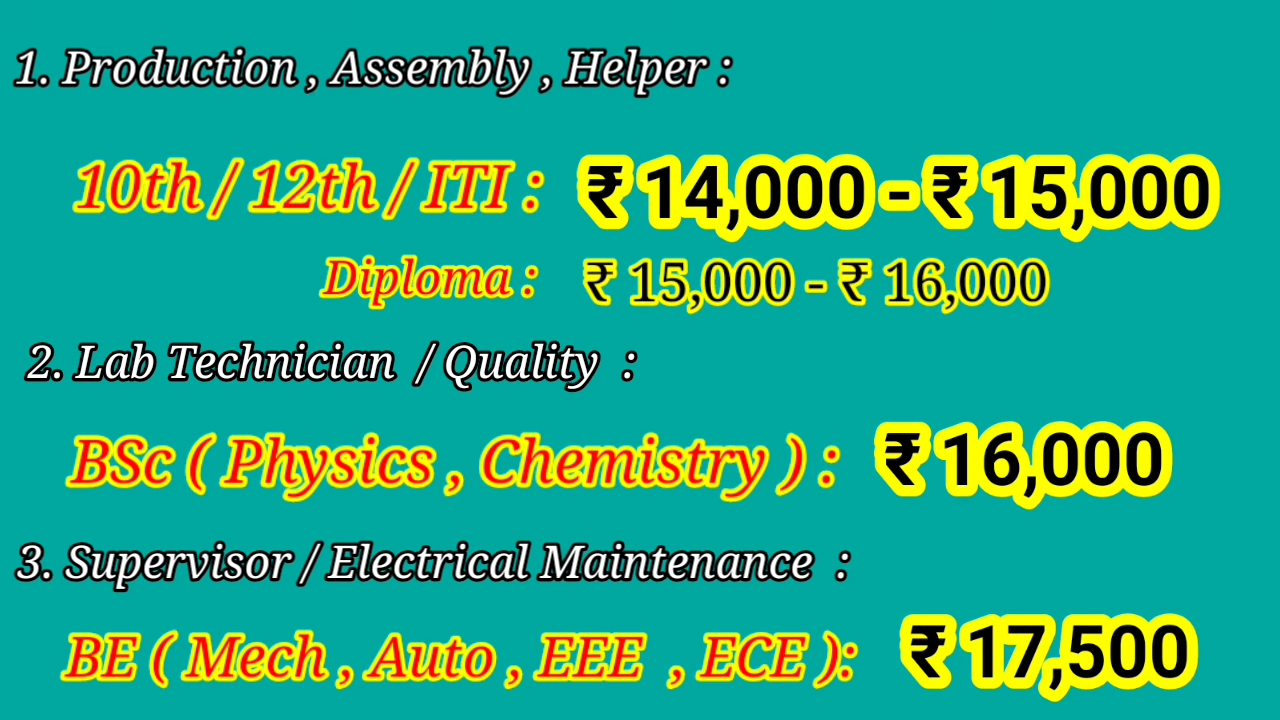 1. Production , Assembly , Helper :
10th / 12th / ITI : ₹ 14,000 - ₹ 15,000
Diploma : ₹ 15,000 - ₹ 16,000
2. Lab Technician / Quality :
BSc ( Physics , Chemistry ) : ₹ 16,000
3. Supervisor / Electrical Maintenance :
BE ( Mech , Auto , EEE , ECE ): ₹ 17,500